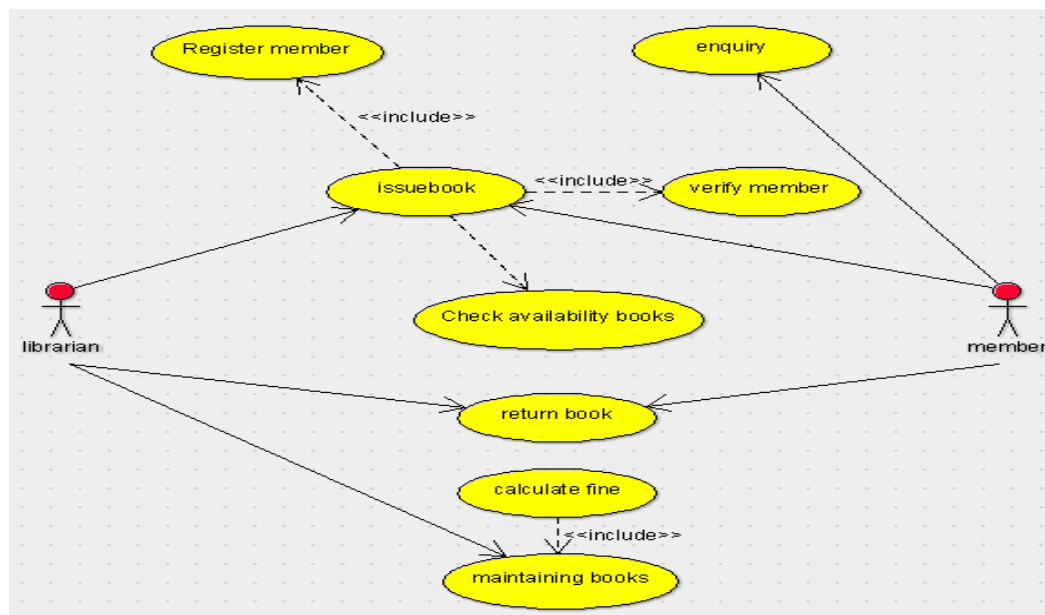 Register member
enquiry
<<include>>
issuebook
<<include>>
verify member
Check availability books
librarian
member
return book
calculate fine
<<include>>
maintaining books